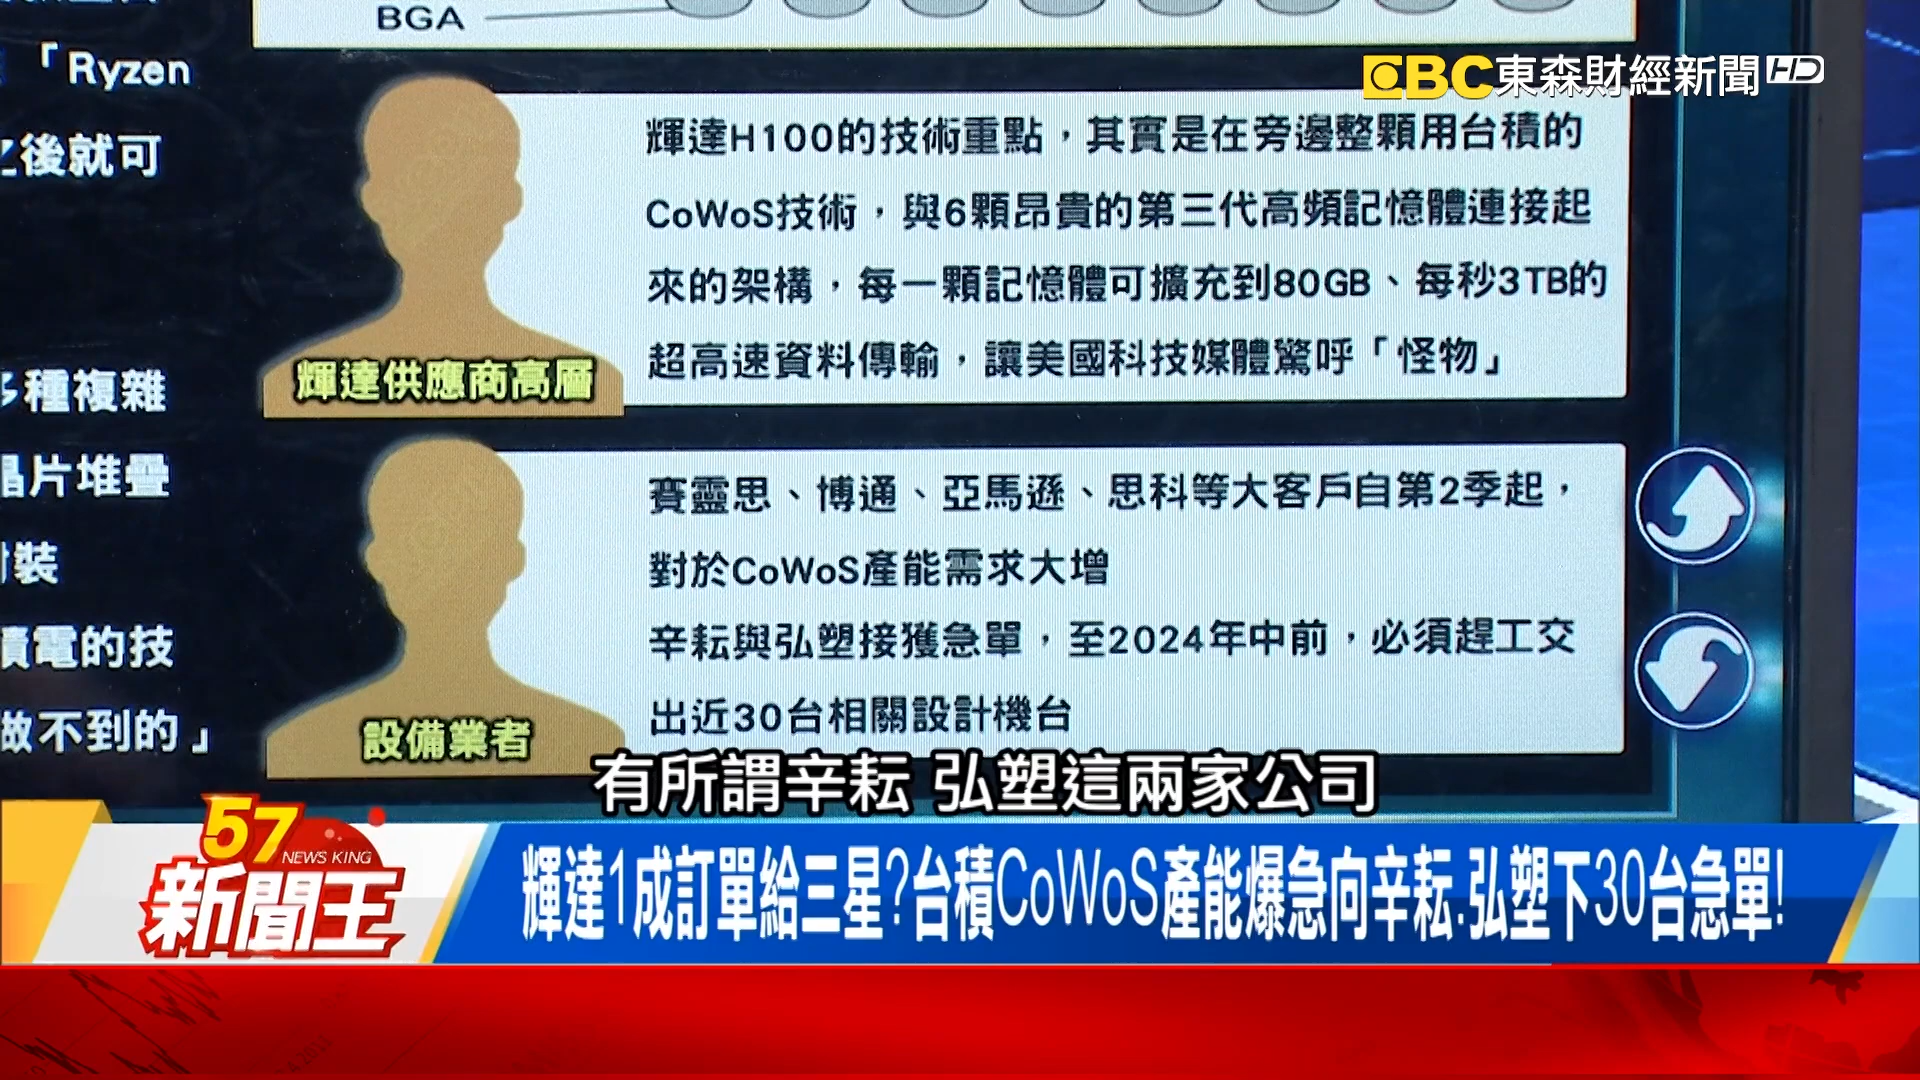 BGA
「Ryzen
後就可
種複雜
晶片堆疊
裝
積電的技
做不到的」
EBC東森財經新聞HD
輝達H100的技術重點，其實是在旁邊整顆用台積的
CoWoS技術，與6顆昂貴的第三代高頻記憶體連接起
來的架構，每一顆記憶體可擴充到80GB、每秒3TB的
超高速資料傳輸，讓美國科技媒體驚呼「怪物」
輝達供應商高層
賽靈思、博通、亞馬遜、思科等大客戶自第2季起，
對於CoWoS產能需求大增
辛耘與弘塑接獲急單，至2024年中前，必須趕工交
出近30台相關設計機台
設備業者
有所謂辛耘 弘塑這兩家公司
57
NEWS KING
新聞王
輝達1成訂單給三星?台積CoWoS產能爆急向辛耘.弘塑下30台急單!